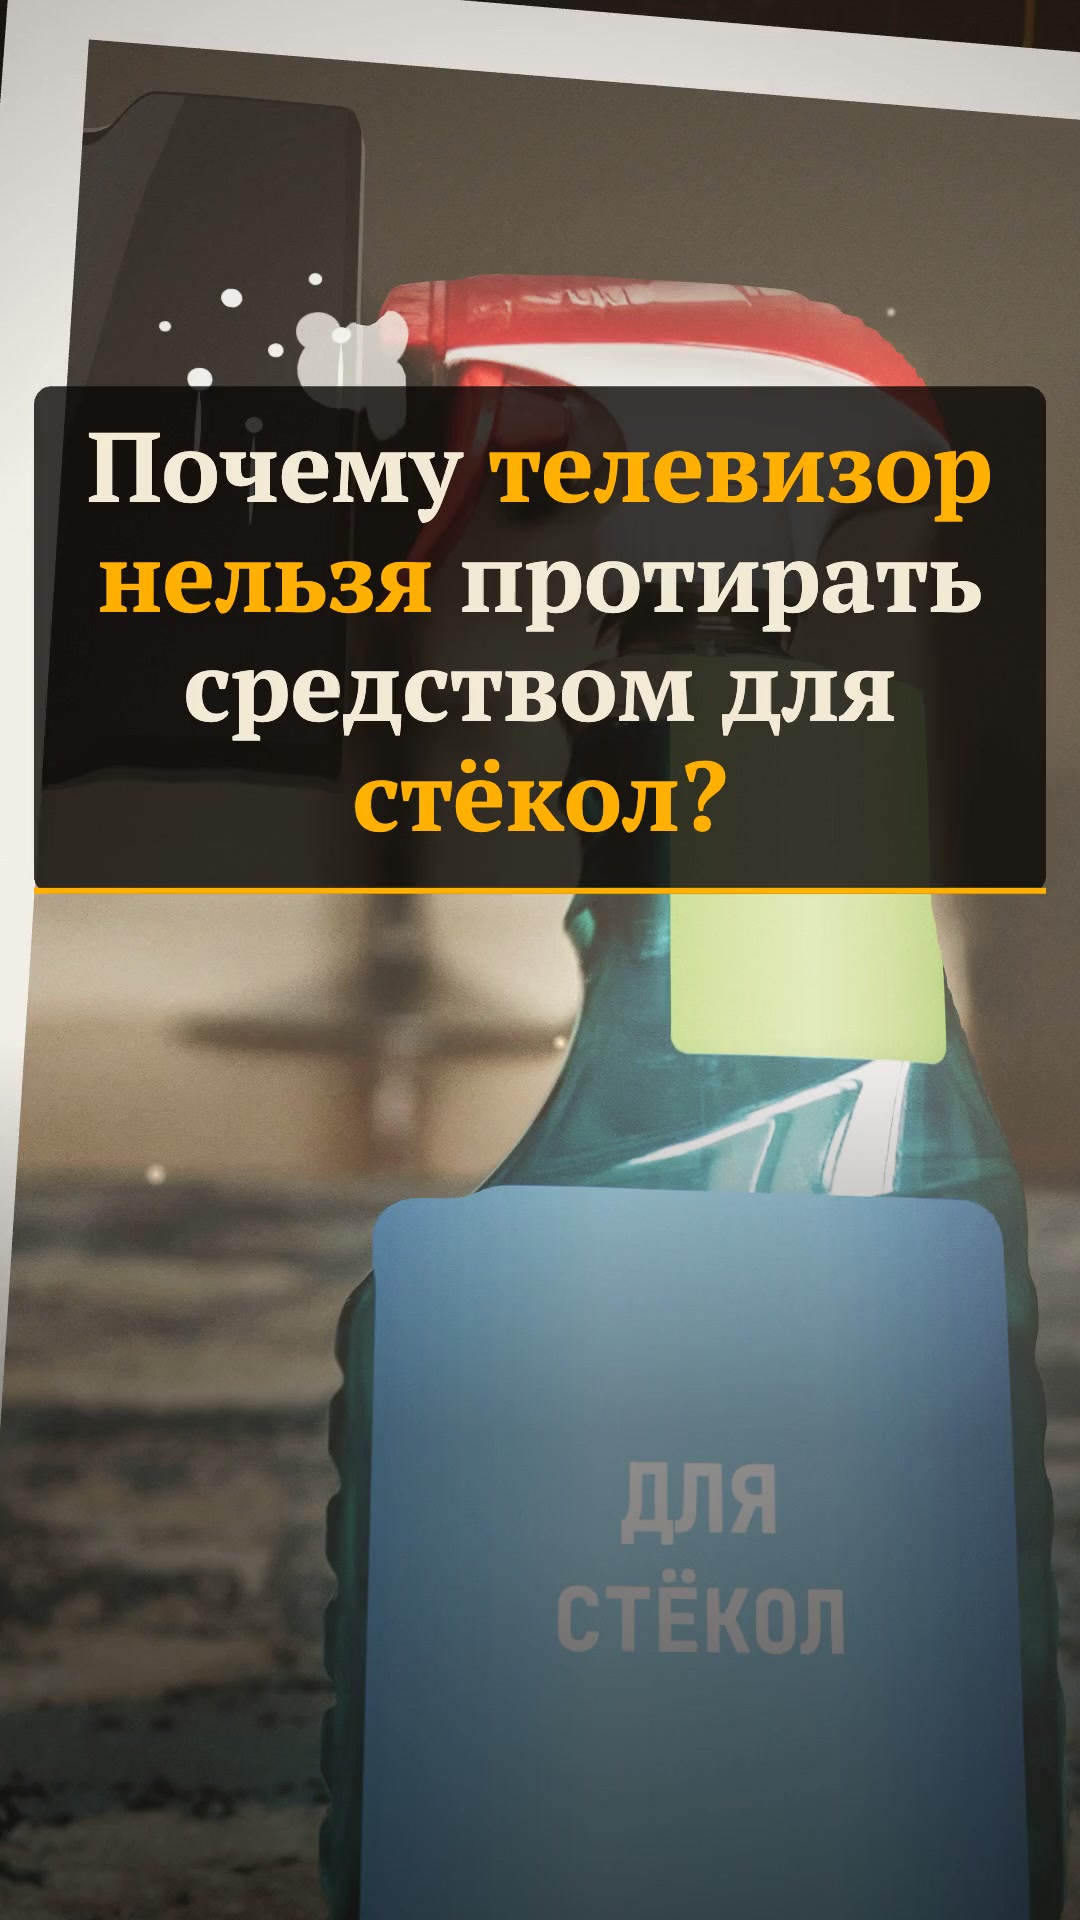 Почему телевизор
нельзя протирать
средством для
стёкол?
ДЛЯ
СТЁКОЛ